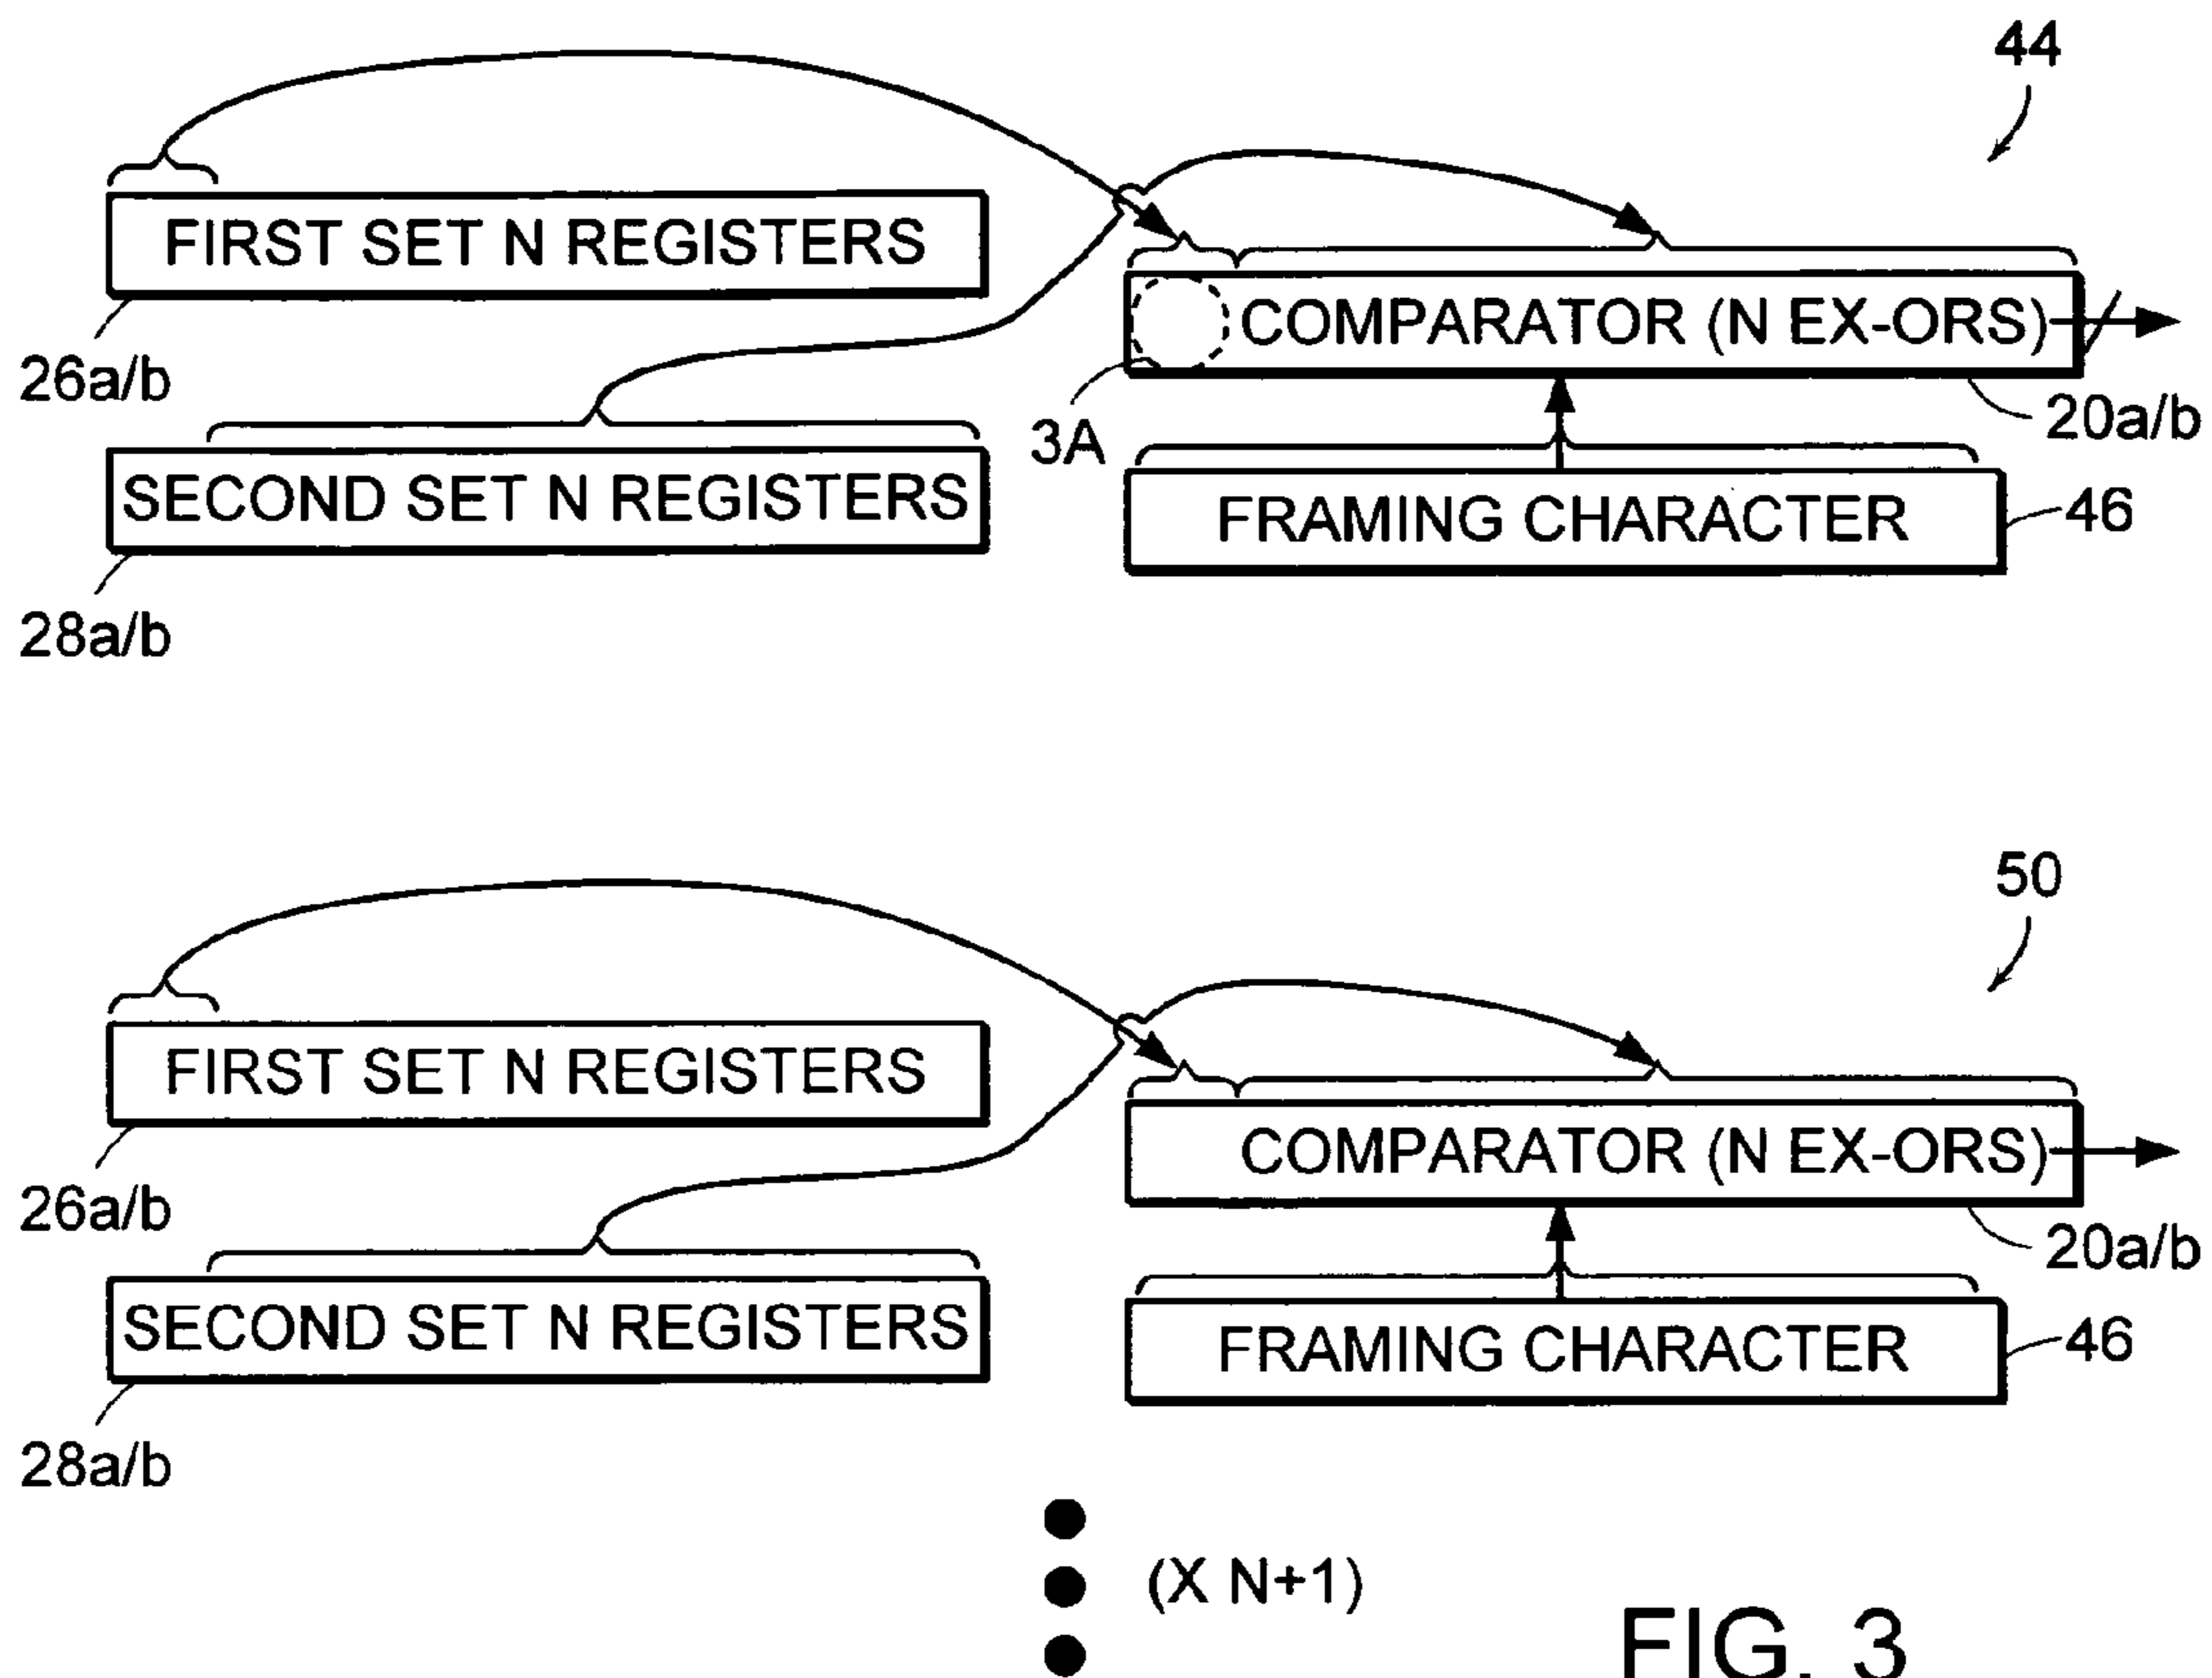 44
FIRST SET N REGISTERS
COMPARATOR (N EX-ORS)
26a/b
20a/b
3A
SECOND SET N REGISTERS
FRAMING CHARACTER
46
28a/b
50
FIRST SET N REGISTERS
COMPARATOR (N EX-ORS)
26a/b
20a/b
SECOND SET N REGISTERS
FRAMING CHARACTER
46
28a/b
(X N+1)
FIG. 3